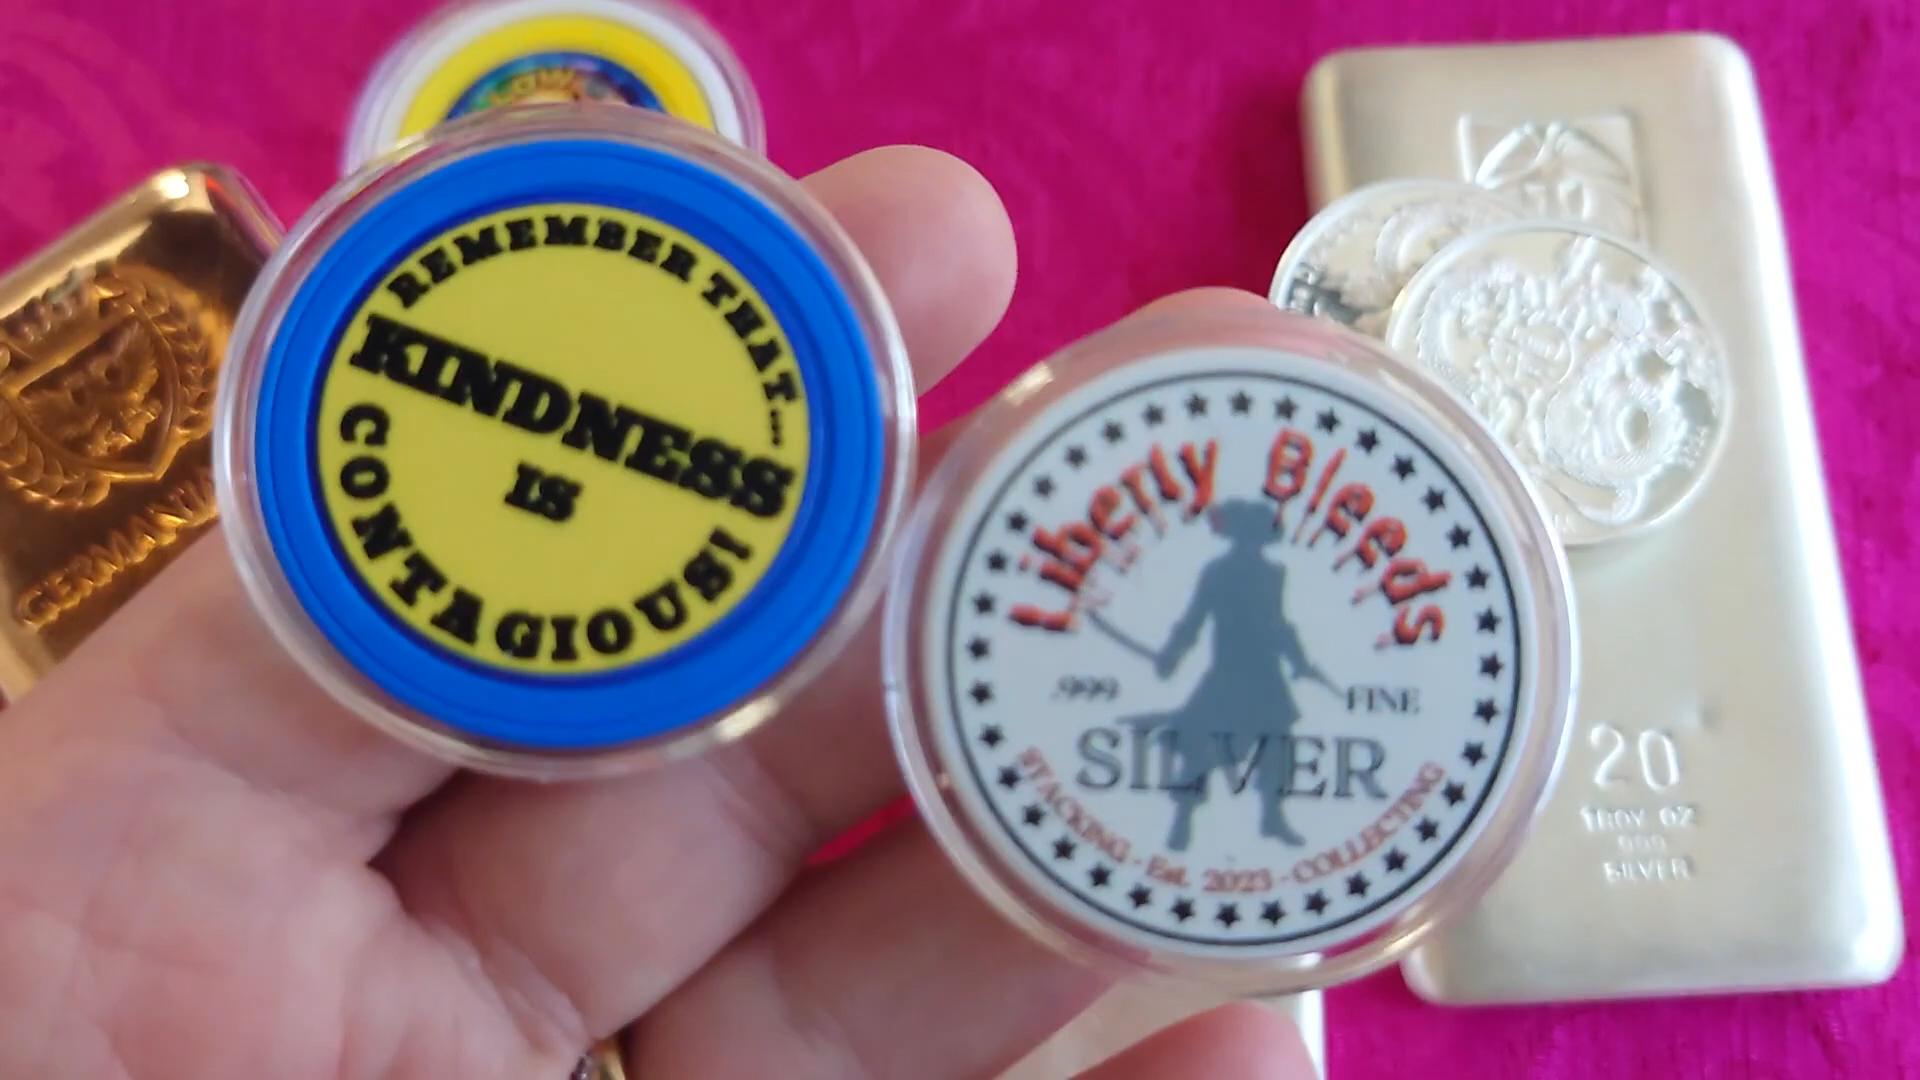 REMEMBER THAT...
KINDNESS
IS
CONTAGIOUS!
Liberty Bleeds
.999 FINE
SILVER
STACKING - Est. 2023 - COLLECTING
GERMANIA
20
TROY OZ
999
SILVER